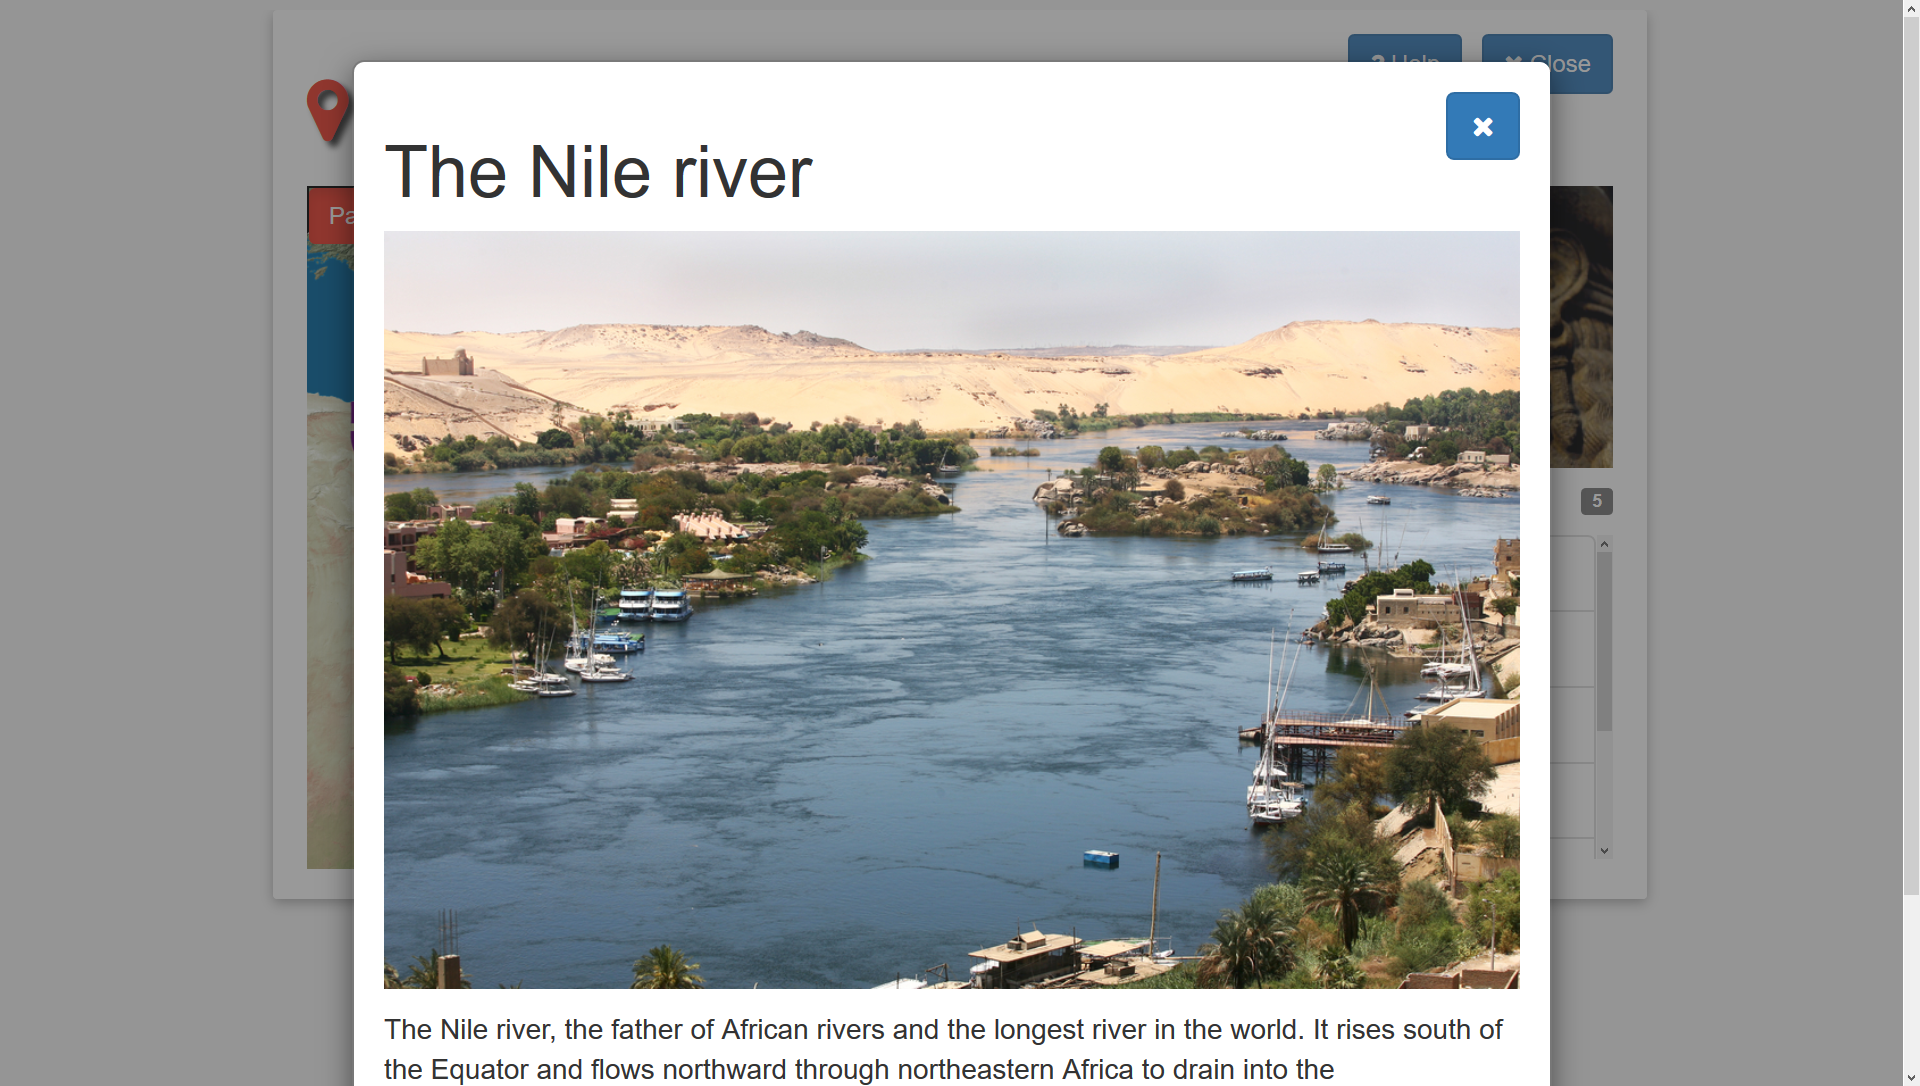 ? Help
✖ Close
✖
The Nile river
Pa
5
The Nile river, the father of African rivers and the longest river in the world. It rises south of
the Equator and flows northward through northeastern Africa to drain into the